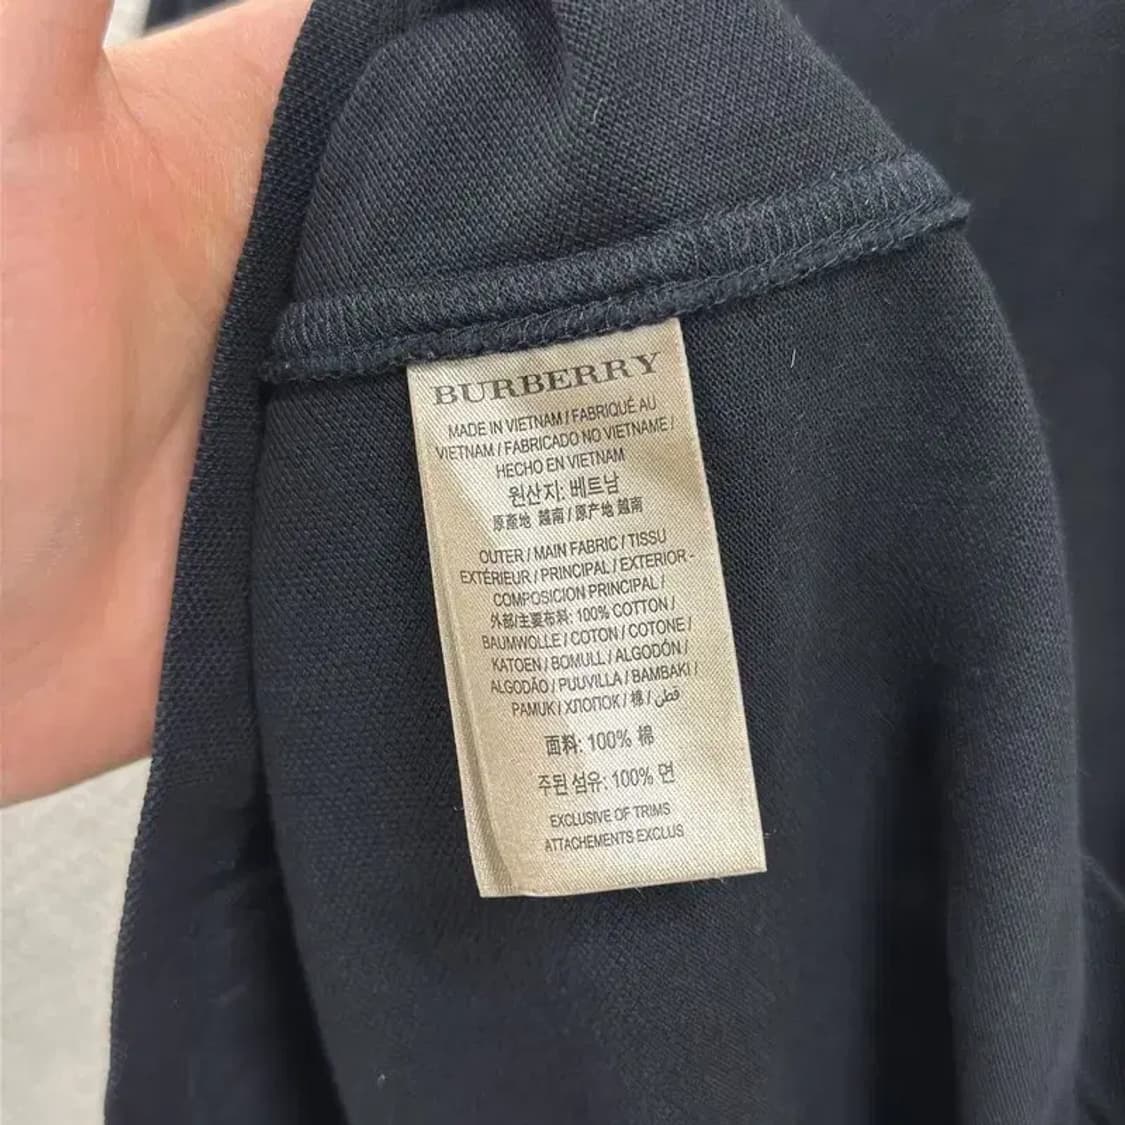 BURBERRY
MADE IN VIETNAM / FABRIQUÉ AU
VIETNAM / FABRICADO NO VIETNAME /
HECHO EN VIETNAM
원산지: 베트남
原產地 越南 / 原产地 越南
OUTER / MAIN FABRIC / TISSU
EXTÉRIEUR / PRINCIPAL / EXTERIOR -
COMPOSICION PRINCIPAL /
外部/主要布料: 100% COTTON /
BAUMWOLLE / COTON / COTONE /
KATOEN / BOMULL / ALGODÓN /
ALGODÃO / PUUVILLA / BAMBAKI /
PAMUK / ХЛОПОК / 棉 / قطن
面料: 100% 棉
주된 섬유: 100% 면
EXCLUSIVE OF TRIMS
ATTACHEMENTS EXCLUS